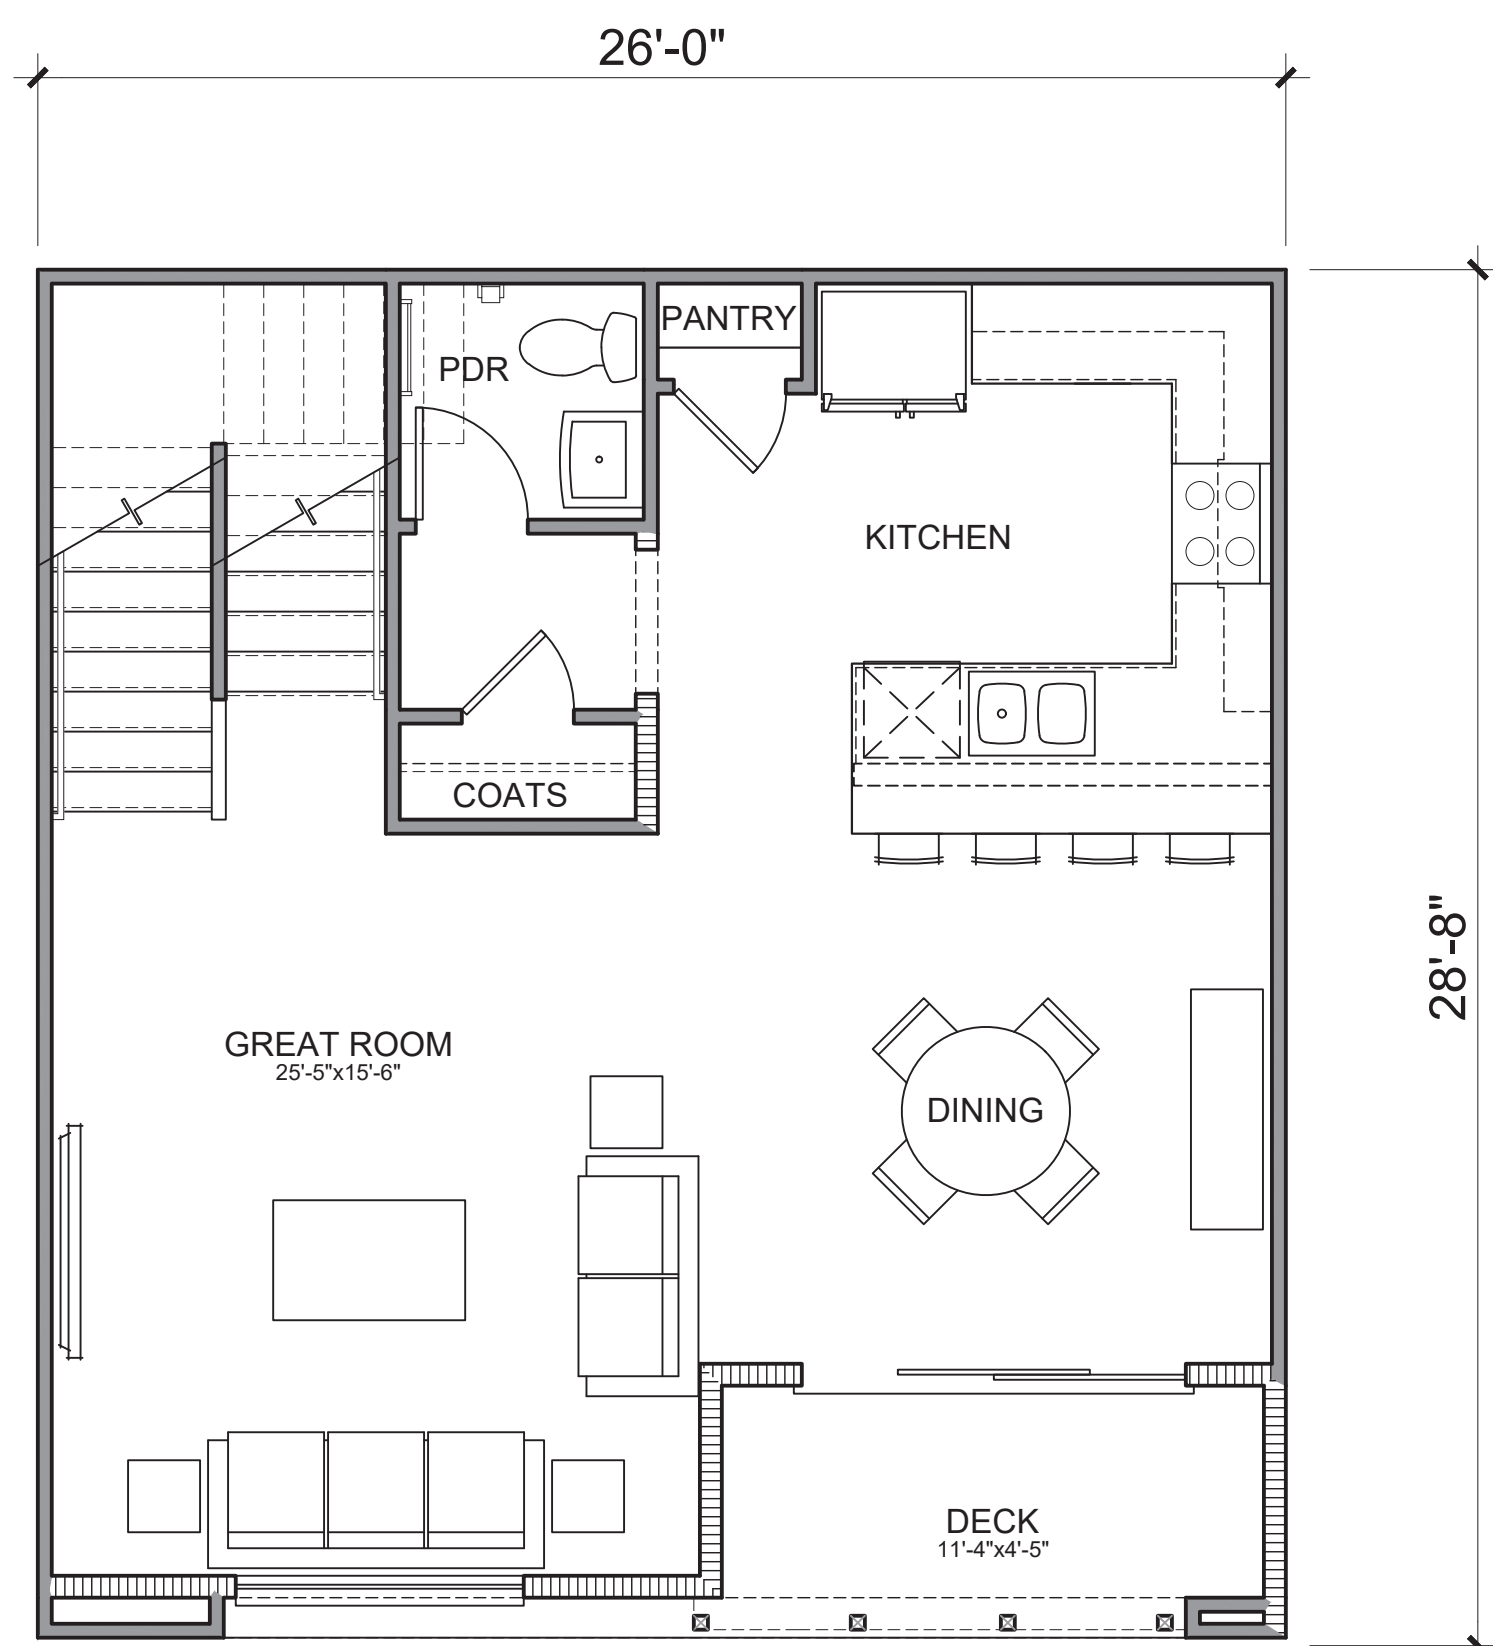 26'-0"
PANTRY
PDR
KITCHEN
COATS
28'-8"
GREAT ROOM
25'-5"x15'-6"
DINING
DECK
11'-4"x4'-5"